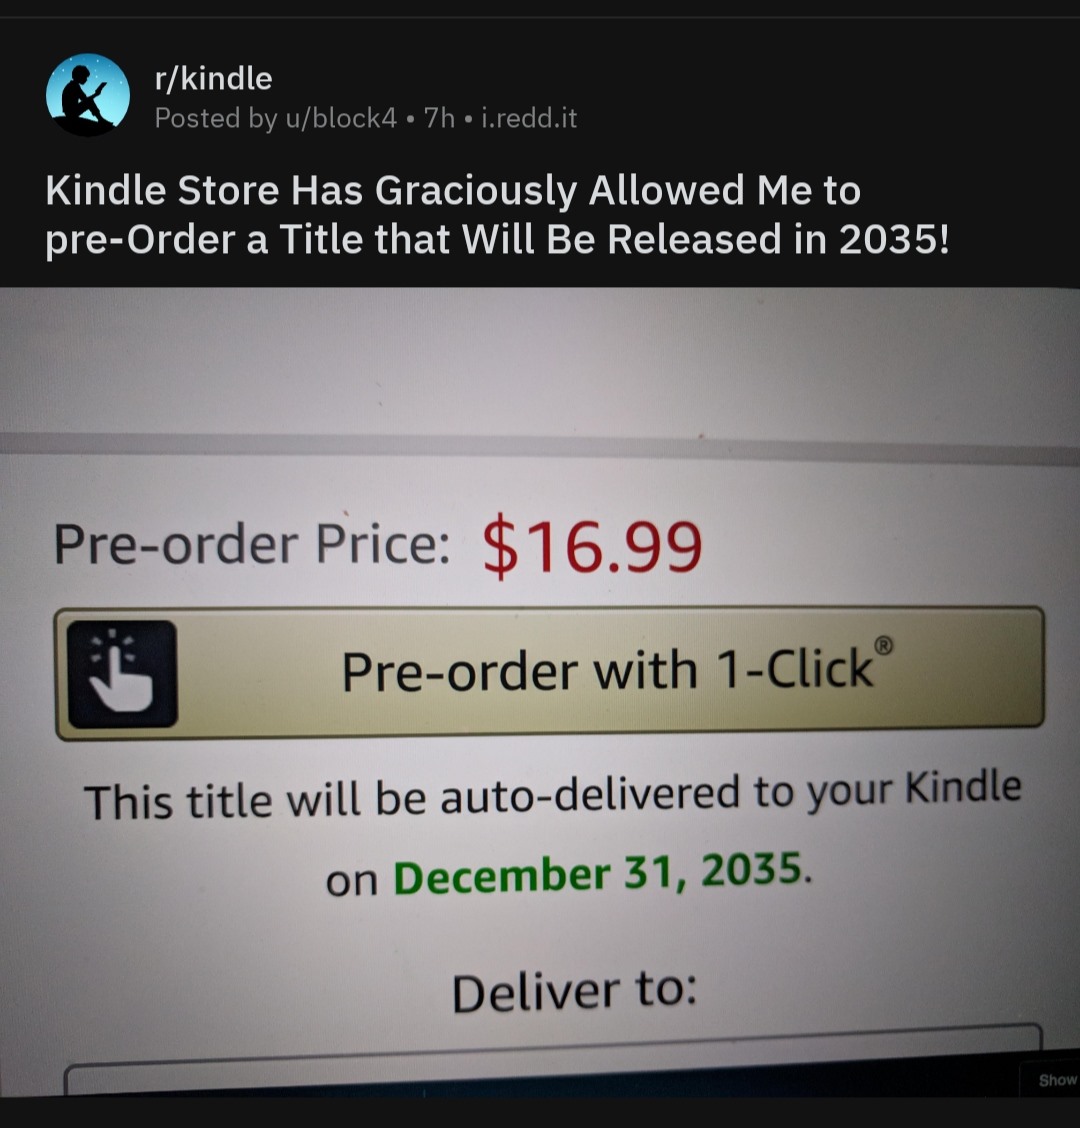 r/kindle
Posted by u/block4 • 7h • i.redd.it
Kindle Store Has Graciously Allowed Me to
pre-Order a Title that Will Be Released in 2035!
Pre-order Price: $16.99
Pre-order with 1-Click®
This title will be auto-delivered to your Kindle
on December 31, 2035.
Deliver to:
Show